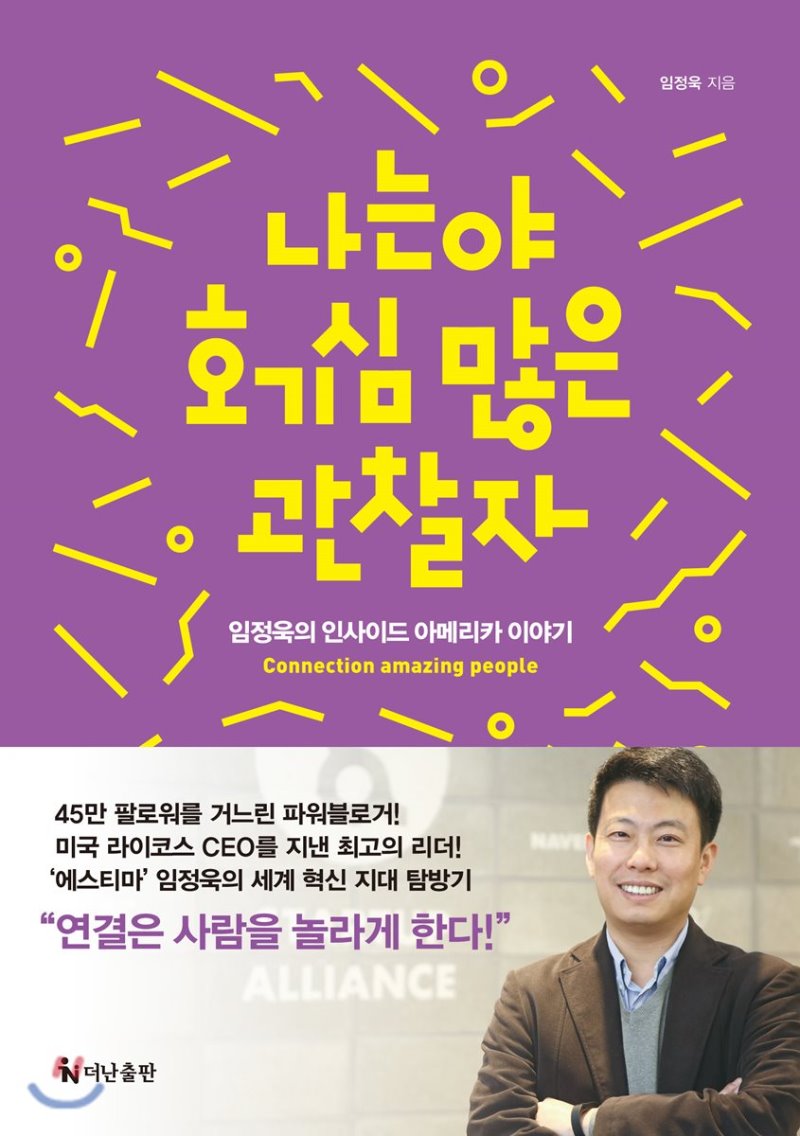 임정욱 지음
나는야
호기심 많은
관찰자
임정욱의 인사이드 아메리카 이야기
Connection amazing people
45만 팔로워를 거느린 파워블로거!
미국 라이코스 CEO를 지낸 최고의 리더!
‘에스티마’ 임정욱의 세계 혁신 지대 탐방기
“연결은 사람을 놀라게 한다!”
ALLIANCE
더난출판